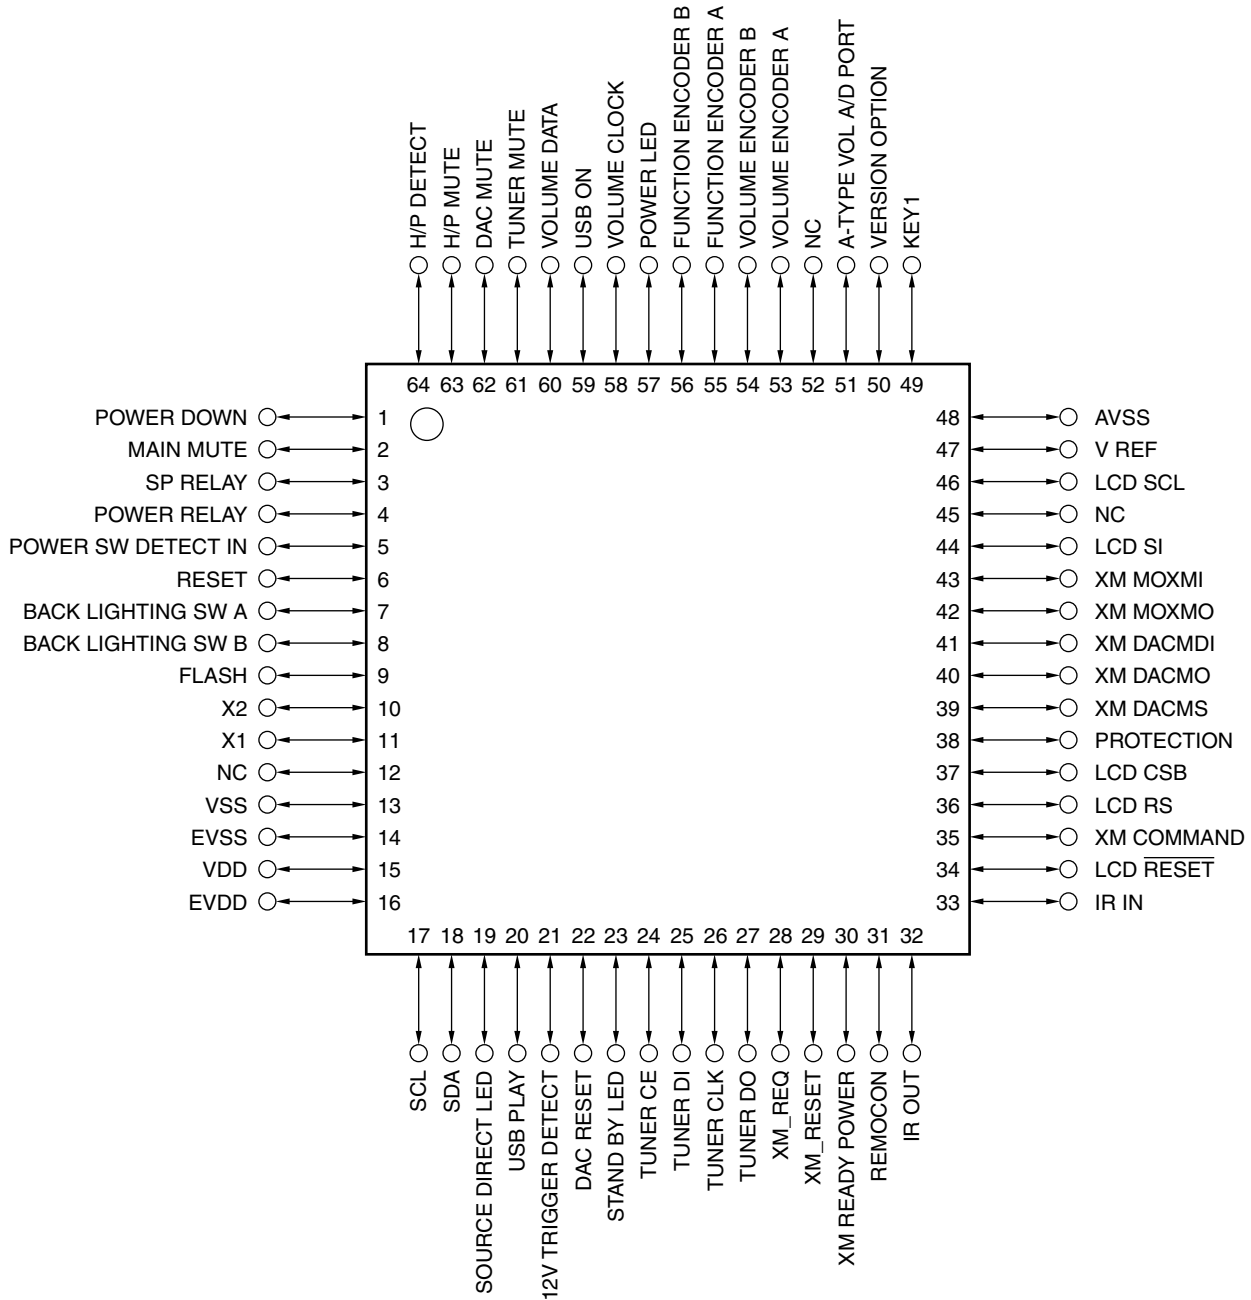 H/P DETECT
H/P MUTE
DAC MUTE
TUNER MUTE
VOLUME DATA
USB ON
VOLUME CLOCK
POWER LED
FUNCTION ENCODER B
FUNCTION ENCODER A
VOLUME ENCODER B
VOLUME ENCODER A
NC
A-TYPE VOL A/D PORT
VERSION OPTION
KEY1
64 63 62 61 60 59 58 57 56 55 54 53 52 51 50 49
POWER DOWN 1 48 AVSS
MAIN MUTE 2 47 V REF
SP RELAY 3 46 LCD SCL
POWER RELAY 4 45 NC
POWER SW DETECT IN 5 44 LCD SI
RESET 6 43 XM MOXMI
BACK LIGHTING SW A 7 42 XM MOXMO
BACK LIGHTING SW B 8 41 XM DACMDI
FLASH 9 40 XM DACMO
X2 10 39 XM DACMS
X1 11 38 PROTECTION
NC 12 37 LCD CSB
VSS 13 36 LCD RS
EVSS 14 35 XM COMMAND
VDD 15 34 LCD RESET
EVDD 16 33 IR IN
17 18 19 20 21 22 23 24 25 26 27 28 29 30 31 32
SCL
SDA
SOURCE DIRECT LED
USB PLAY
12V TRIGGER DETECT
DAC RESET
STAND BY LED
TUNER CE
TUNER DI
TUNER CLK
TUNER DO
XM_REQ
XM_RESET
XM READY POWER
REMOCON
IR OUT